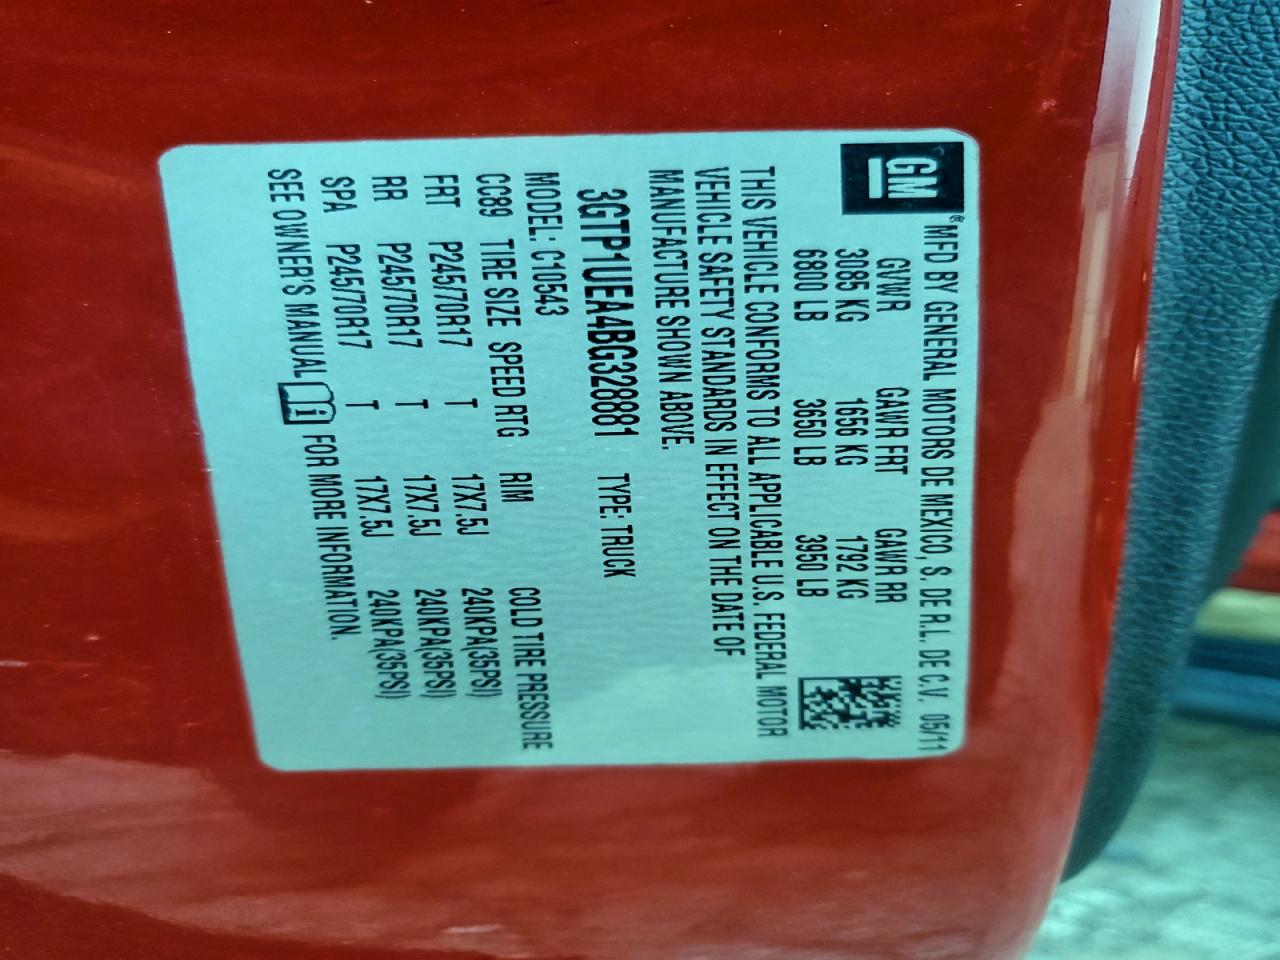 GM
® MFD BY GENERAL MOTORS DE MEXICO, S. DE R.L. DE C.V. 05/11
GVWR GAWR FRT GAWR RR
3085 KG 1656 KG 1792 KG
6800 LB 3650 LB 3950 LB
THIS VEHICLE CONFORMS TO ALL APPLICABLE U.S. FEDERAL MOTOR
VEHICLE SAFETY STANDARDS IN EFFECT ON THE DATE OF
MANUFACTURE SHOWN ABOVE.
3GTP1UEA4BG328881 TYPE: TRUCK
MODEL: C10543
CC89 TIRE SIZE SPEED RTG RIM COLD TIRE PRESSURE
FRT P245/70R17 T 17X7.5J 240KPA(35PSI)
RR P245/70R17 T 17X7.5J 240KPA(35PSI)
SPA P245/70R17 T 17X7.5J 240KPA(35PSI)
SEE OWNER'S MANUAL i FOR MORE INFORMATION.